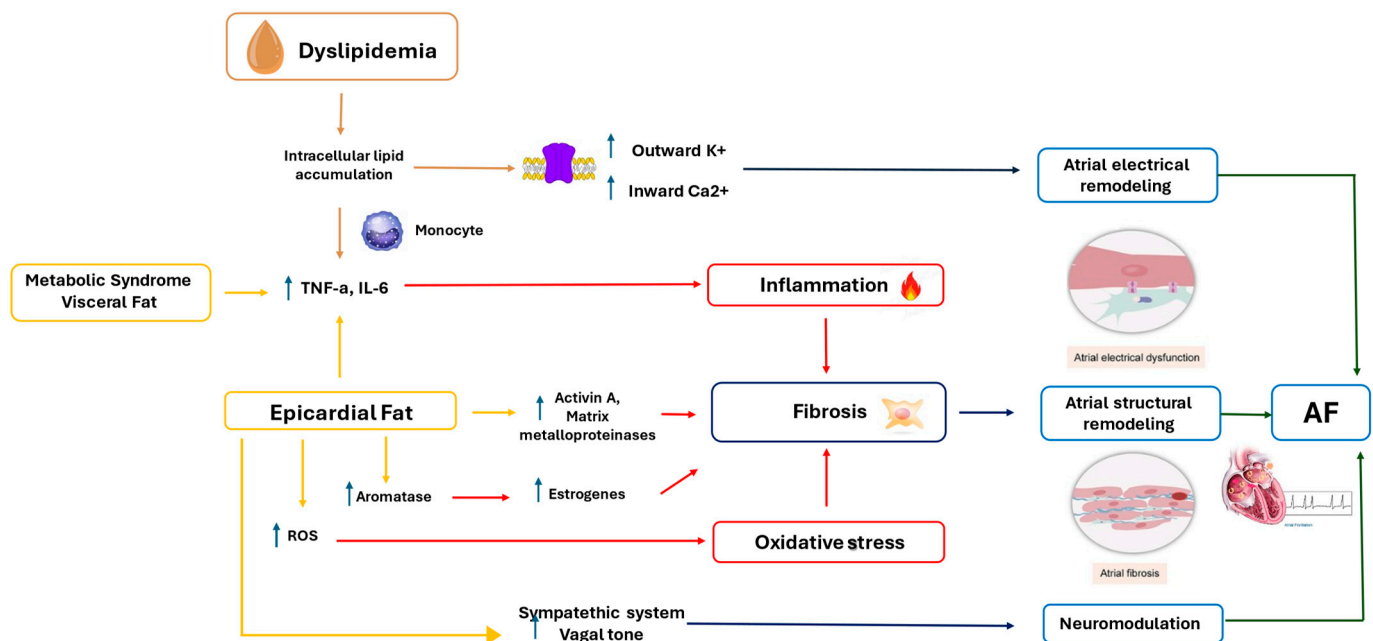 Dyslipidemia
Intracellular lipid
accumulation
Outward K+
Inward Ca2+
Atrial electrical
remodeling
Monocyte
Metabolic Syndrome
Visceral Fat
TNF-a, IL-6
Inflammation
Atrial electrical dysfunction
Epicardial Fat
Activin A,
Matrix
metalloproteinases
Fibrosis
Atrial structural
remodeling
AF
Aromatase
Estrogenes
ROS
Oxidative stress
Atrial Fibrillation
Atrial fibrosis
Sympatethic system
Vagal tone
Neuromodulation